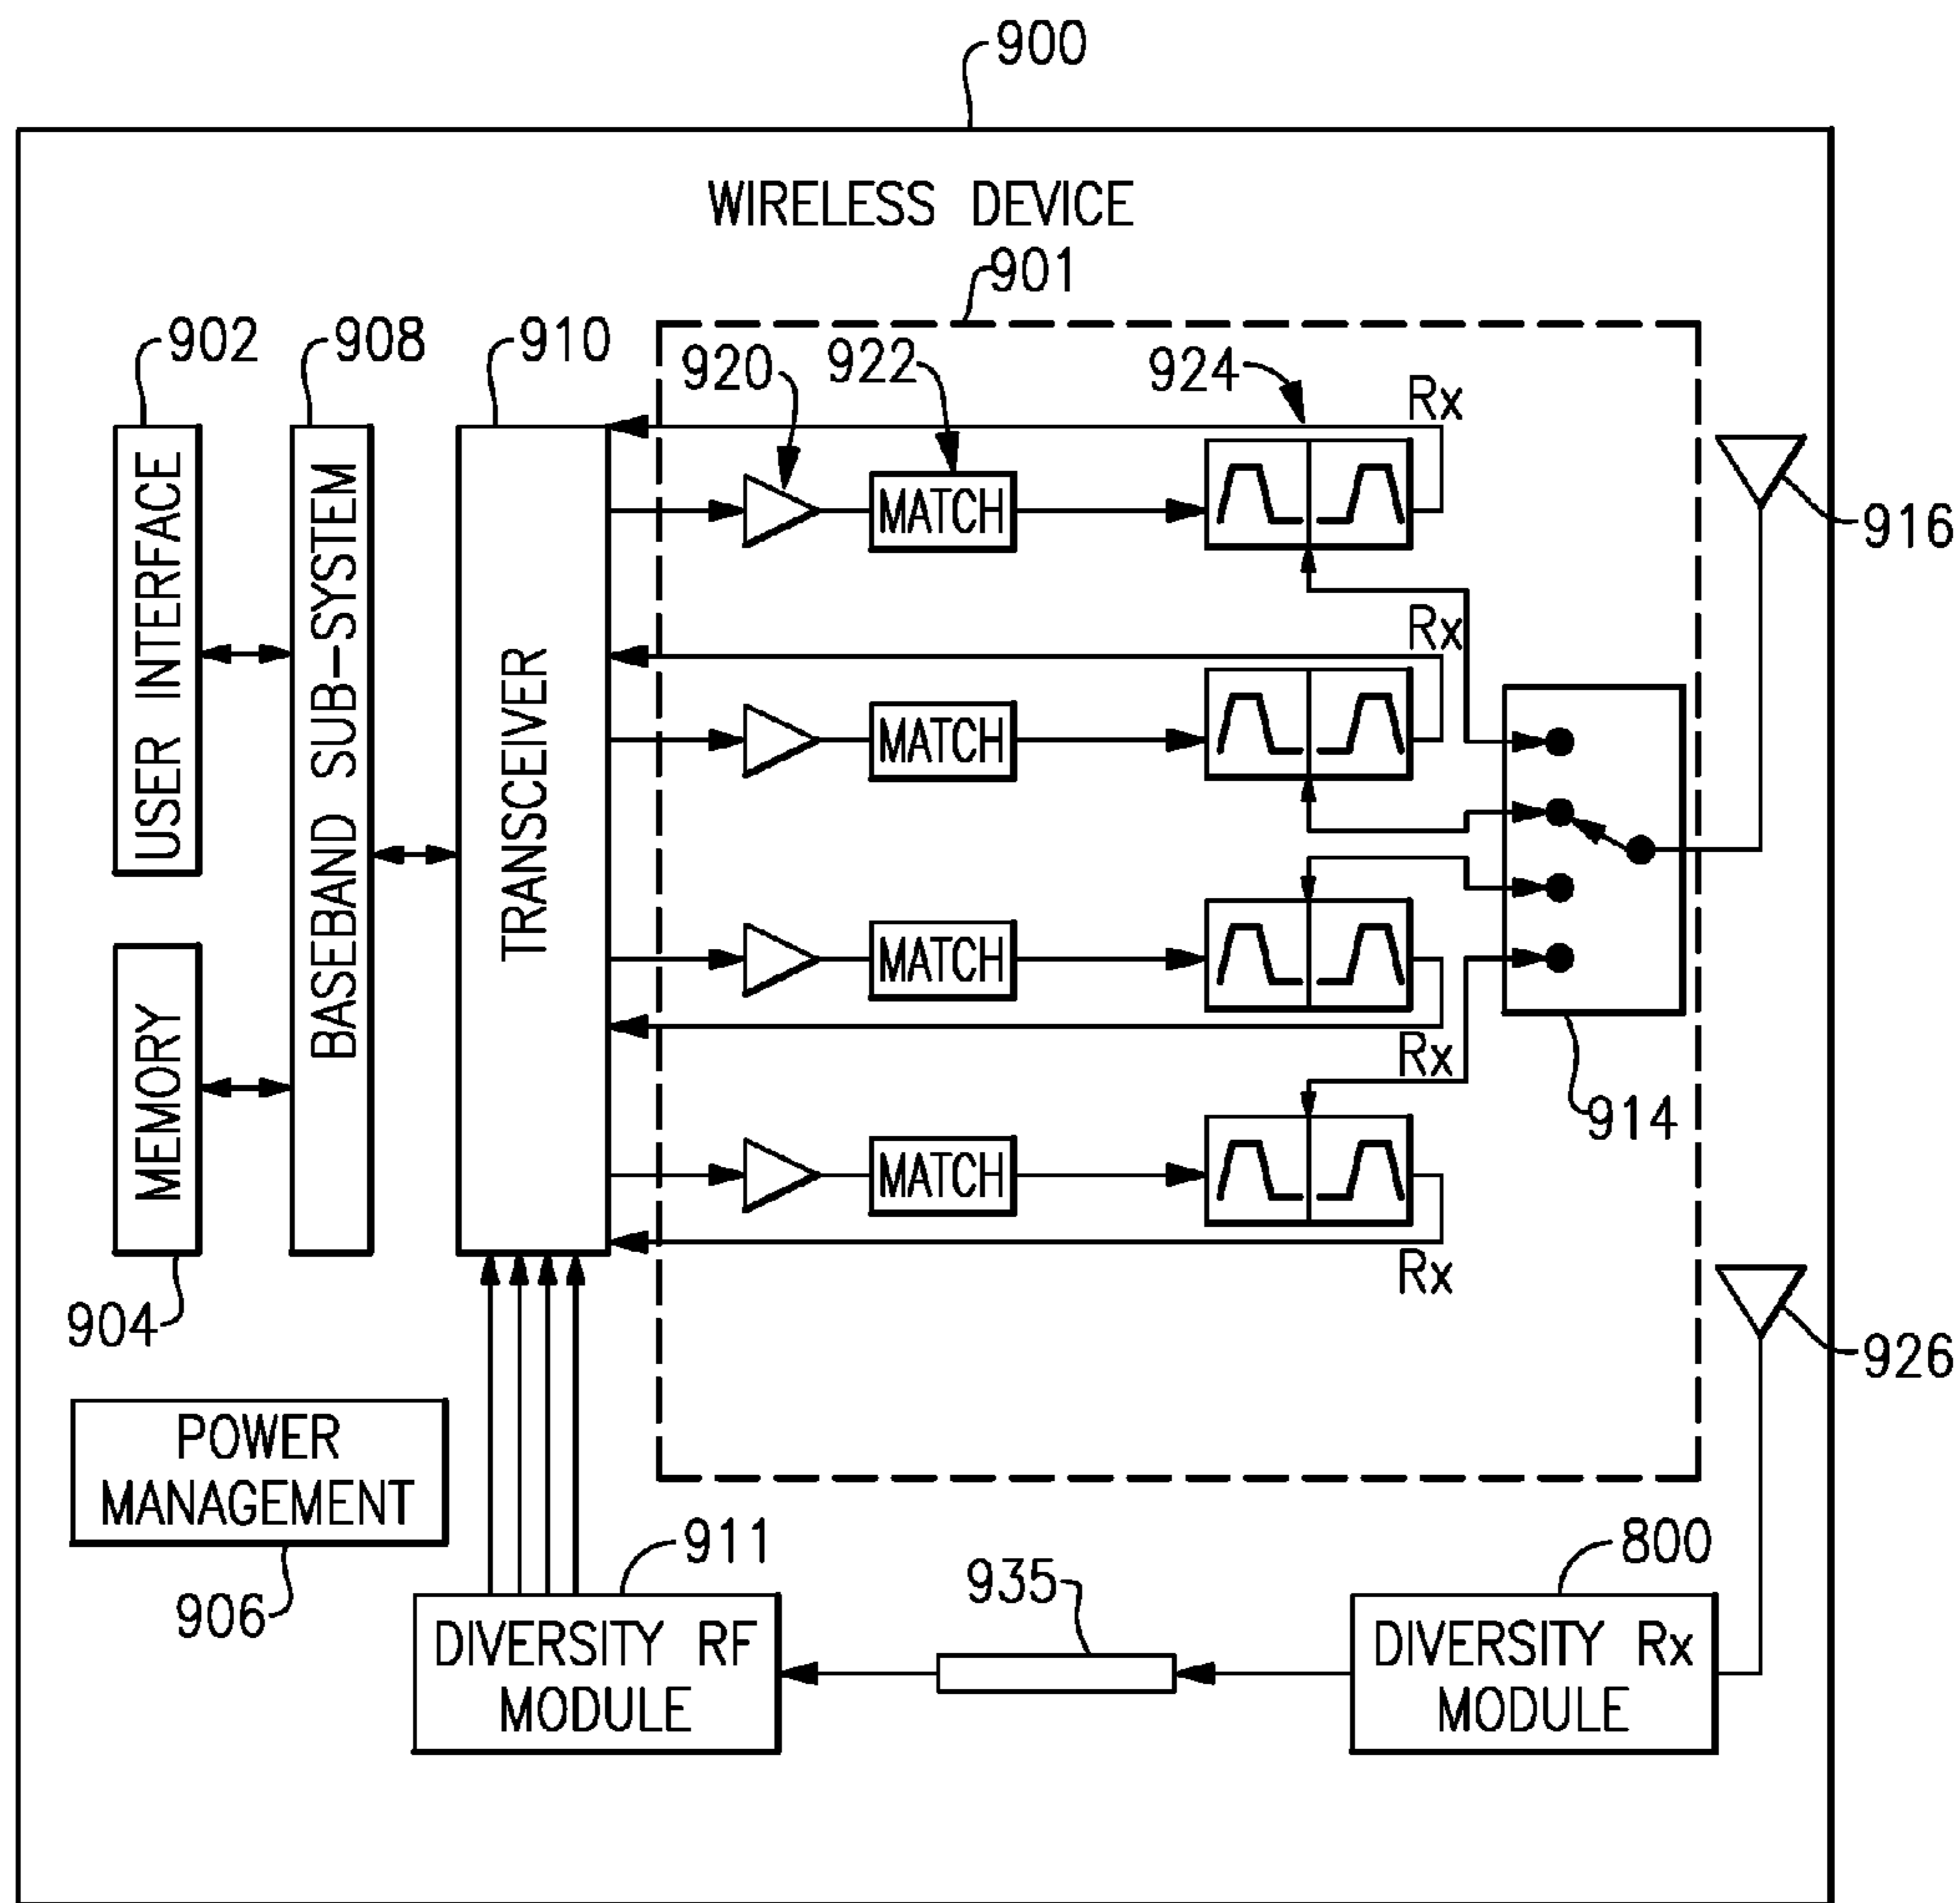 900
WIRELESS DEVICE
901
902
908
910
920
922
924
Rx
USER INTERFACE
BASEBAND SUB-SYSTEM
TRANSCEIVER
MATCH
916
Rx
MATCH
MATCH
Rx
914
MEMORY
MATCH
Rx
904
926
POWER
MANAGEMENT
906
911
935
800
DIVERSITY RF
MODULE
DIVERSITY Rx
MODULE